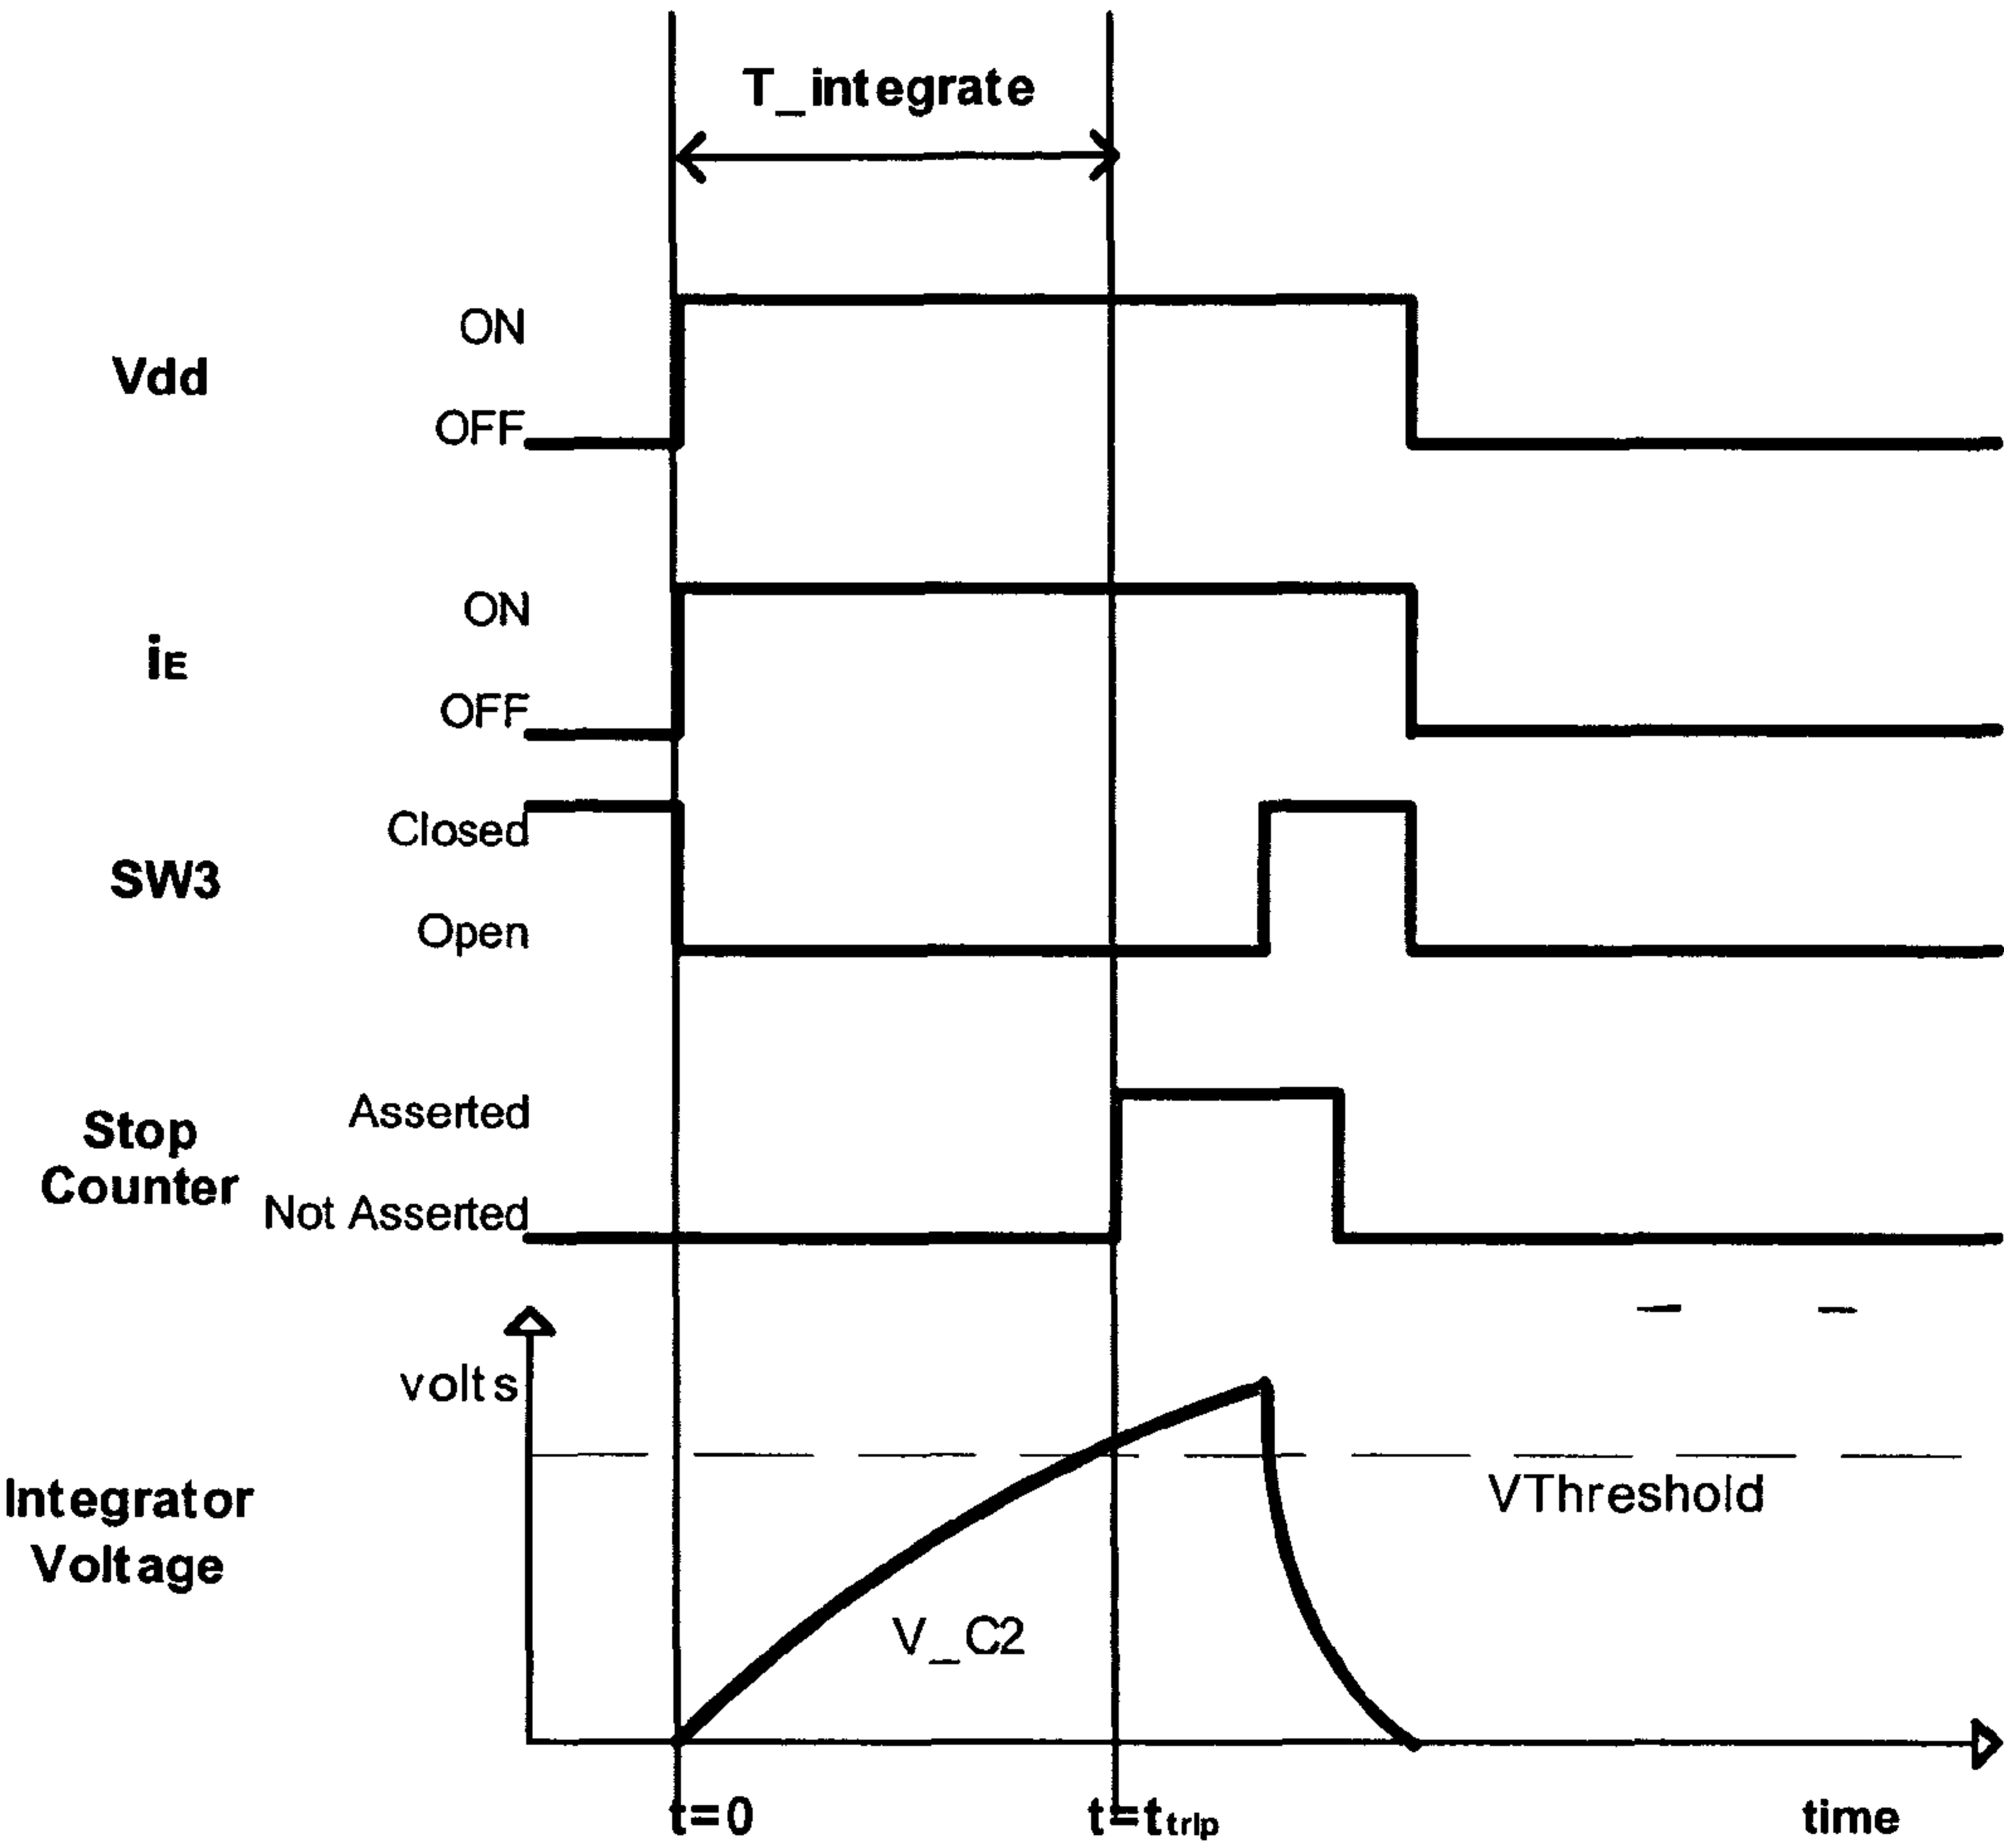 T_integrate
ON
Vdd
OFF
ON
iE
OFF
Closed
SW3
Open
Asserted
Stop
Counter
Not Asserted
volts
VThreshold
Integrator
Voltage
V_C2
t=0
t=ttrip
time